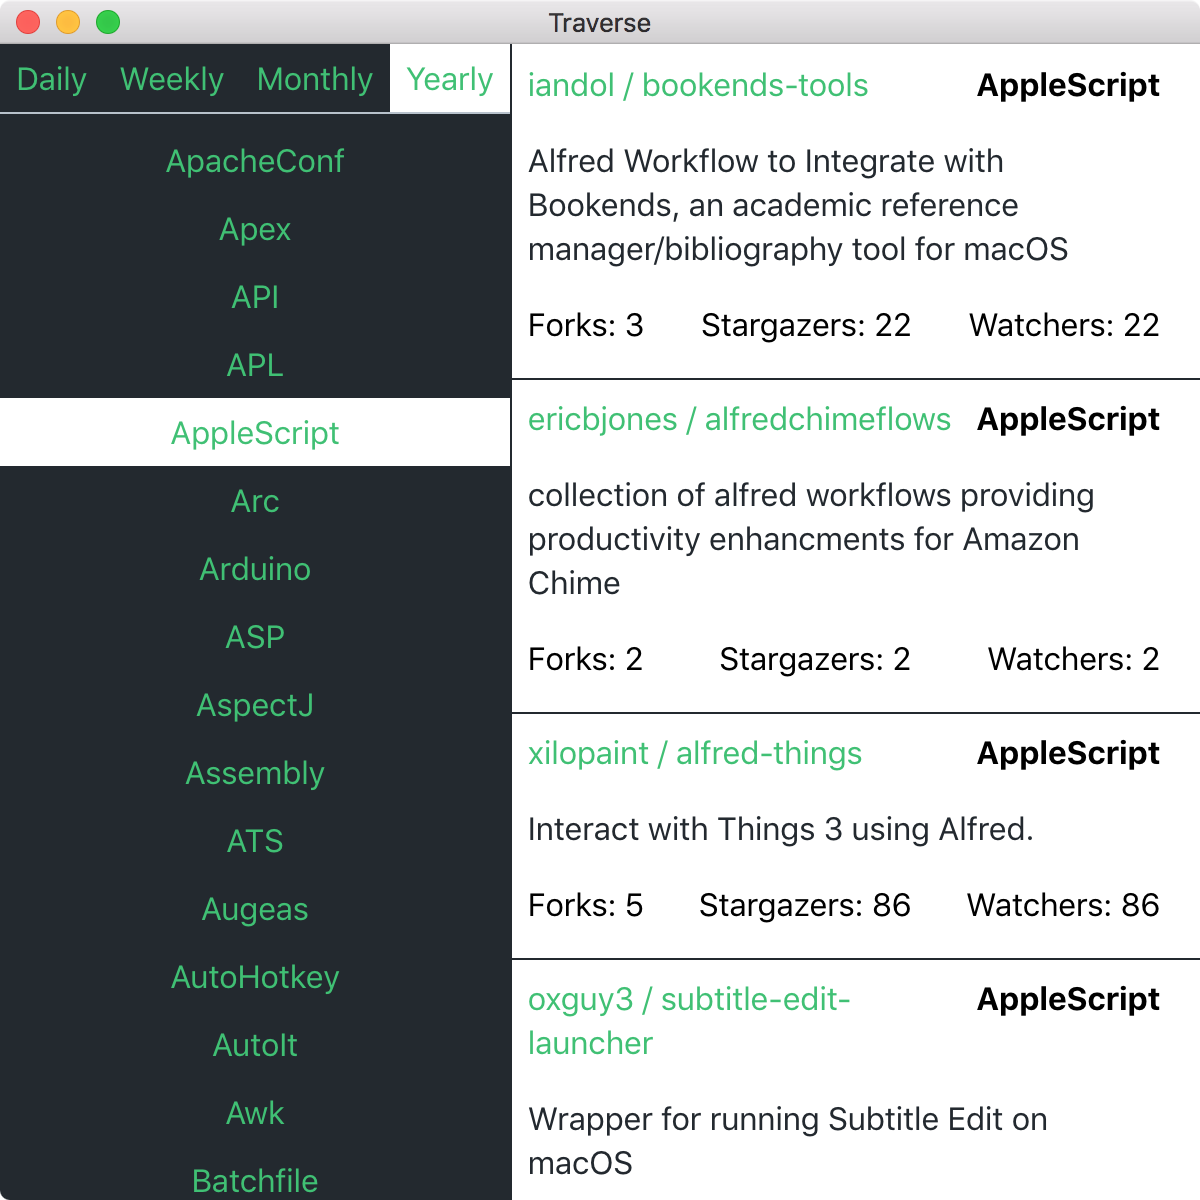 Traverse
Daily Weekly Monthly Yearly
ApacheConf
Apex
API
APL
AppleScript
Arc
Arduino
ASP
AspectJ
Assembly
ATS
Augeas
AutoHotkey
AutoIt
Awk
Batchfile
iandol / bookends-tools AppleScript
Alfred Workflow to Integrate with
Bookends, an academic reference
manager/bibliography tool for macOS
Forks: 3 Stargazers: 22 Watchers: 22
ericbjones / alfredchimeflows AppleScript
collection of alfred workflows providing
productivity enhancments for Amazon
Chime
Forks: 2 Stargazers: 2 Watchers: 2
xilopaint / alfred-things AppleScript
Interact with Things 3 using Alfred.
Forks: 5 Stargazers: 86 Watchers: 86
oxguy3 / subtitle-edit- AppleScript
launcher
Wrapper for running Subtitle Edit on
macOS